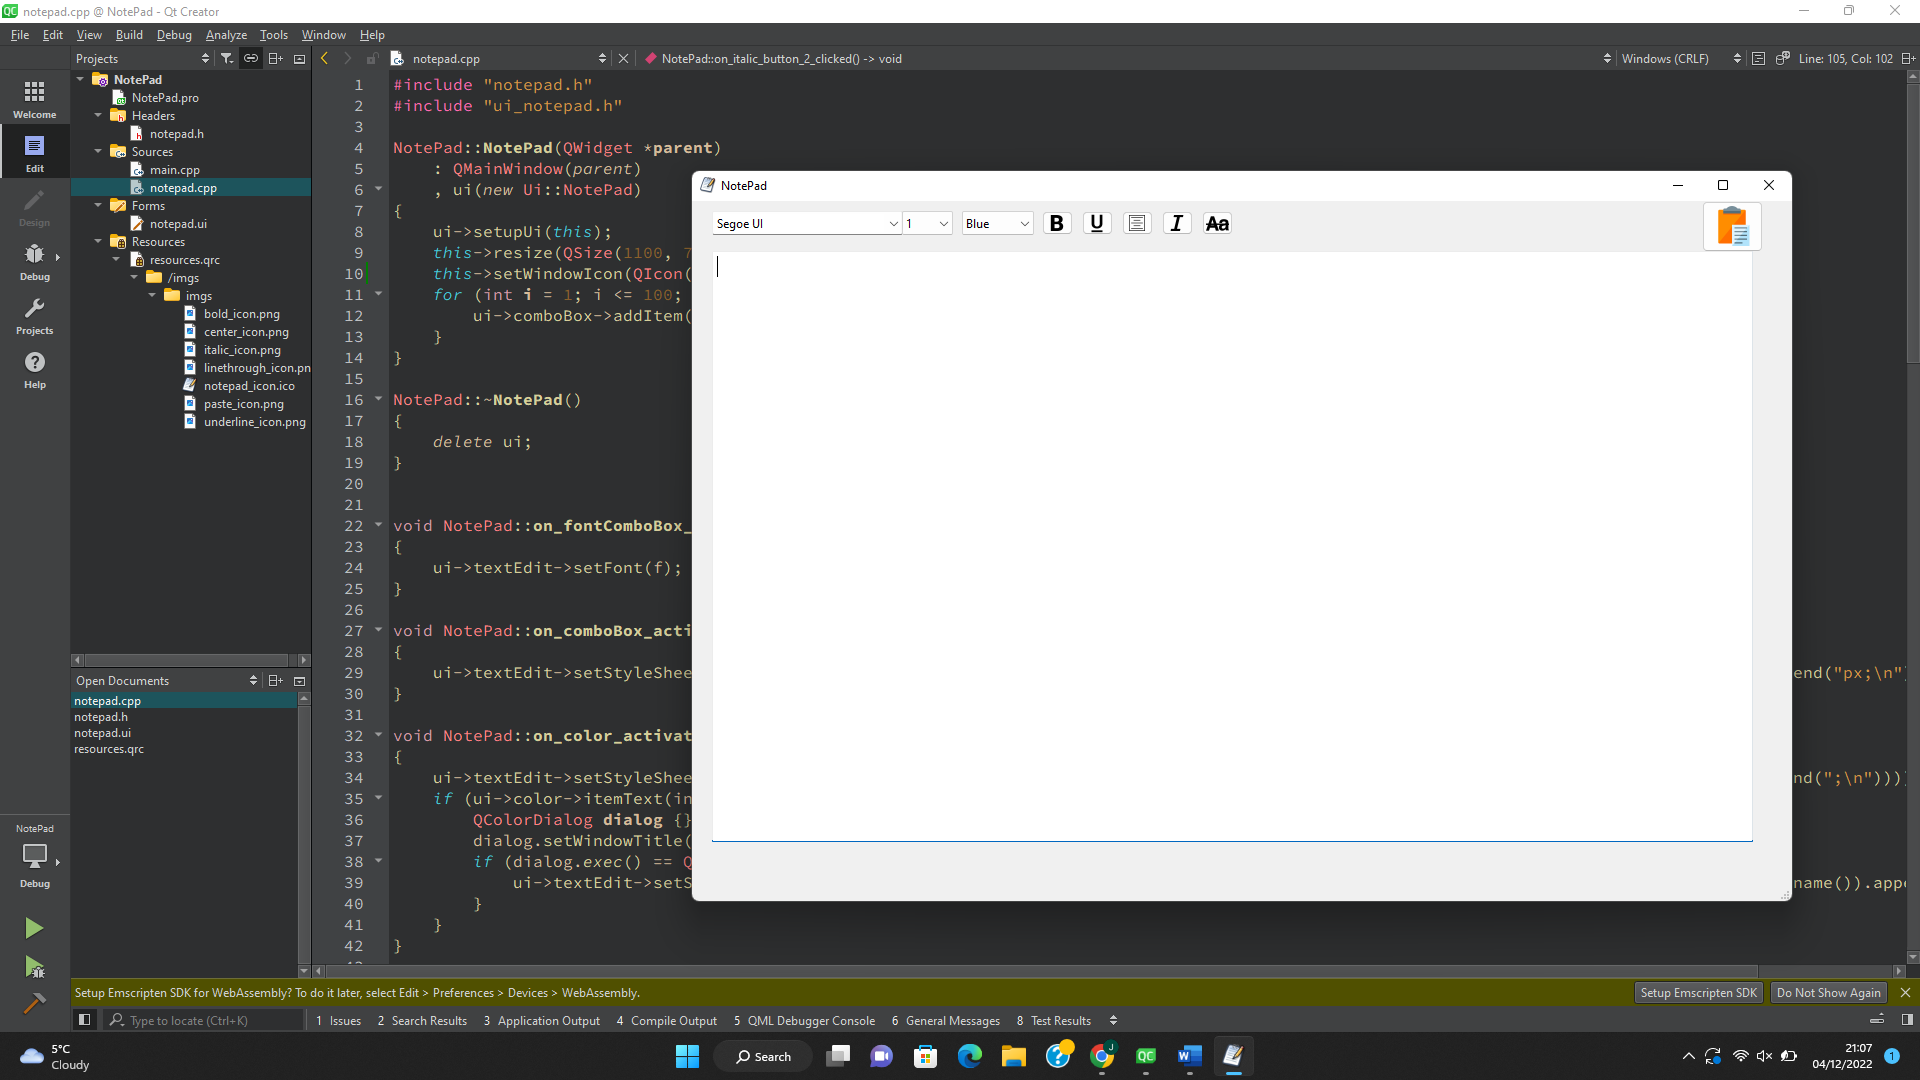 notepad.cpp @ NotePad - Qt Creator
File Edit View Build Debug Analyze Tools Window Help
Projects
notepad.cpp
NotePad::on_italic_button_2_clicked() -> void
Windows (CRLF)
Line: 105, Col: 102
Welcome
Edit
Design
Debug
Projects
Help
NotePad
NotePad.pro
Headers
notepad.h
Sources
main.cpp
notepad.cpp
Forms
notepad.ui
Resources
resources.qrc
/imgs
imgs
bold_icon.png
center_icon.png
italic_icon.png
linethrough_icon.pn
notepad_icon.ico
paste_icon.png
underline_icon.png
Open Documents
notepad.cpp
notepad.h
notepad.ui
resources.qrc
NotePad
Debug
1 #include "notepad.h"
2 #include "ui_notepad.h"
3
4 NotePad::NotePad(QWidget *parent)
5 : QMainWindow(parent)
6 , ui(new Ui::NotePad)
7 {
8 ui->setupUi(this);
9 this->resize(QSize(1100, 7
10 this->setWindowIcon(QIcon(
11 for (int i = 1; i <= 100;
12 ui->comboBox->addItem(
13 }
14 }
15
16 NotePad::~NotePad()
17 {
18 delete ui;
19 }
20
21
22 void NotePad::on_fontComboBox_
23 {
24 ui->textEdit->setFont(f);
25 }
26
27 void NotePad::on_comboBox_acti
28 {
29 ui->textEdit->setStyleShee end("px;\n")
30 }
31
32 void NotePad::on_color_activat
33 {
34 ui->textEdit->setStyleShee nd(";\n")))
35 if (ui->color->itemText(in
36 QColorDialog dialog {}
37 dialog.setWindowTitle(
38 if (dialog.exec() == Q
39 ui->textEdit->setS name()).appe
40 }
41 }
42 }
NotePad
Segoe UI 1 Blue B U I Aa
Setup Emscripten SDK for WebAssembly? To do it later, select Edit > Preferences > Devices > WebAssembly.
Setup Emscripten SDK Do Not Show Again
Type to locate (Ctrl+K)
1 Issues 2 Search Results 3 Application Output 4 Compile Output 5 QML Debugger Console 6 General Messages 8 Test Results
5°C
Cloudy
Search
21:07
04/12/2022
1